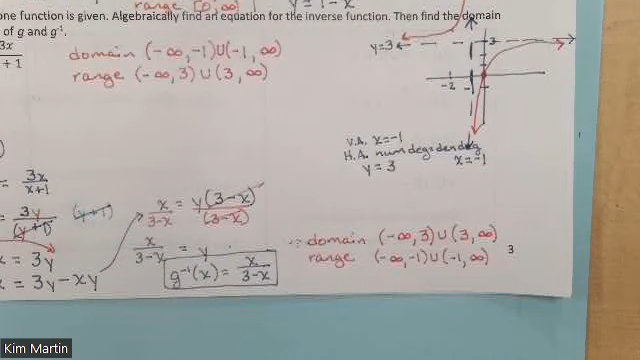 range [0, ∞)
y = 1 - x
one function is given. Algebraically find an equation for the inverse function. Then find the domain
of g and g⁻¹.
3x
+ 1
domain (-∞, -1) ∪ (-1, ∞)
range (-∞, 3) ∪ (3, ∞)
y = 3
3
-2
V.A. x = -1
H.A. num deg = den deg
y = 3
x = -1
= 3x/(x+1)
= 3y/(y+1) (y+1)
x = 3y
x = 3y - xy
x/(3-x) = y(3-x)/(3-x)
x/(3-x) = y
g⁻¹(x) = x/(3-x)
domain (-∞, 3) ∪ (3, ∞)
range (-∞, -1) ∪ (-1, ∞)
3
Kim Martin